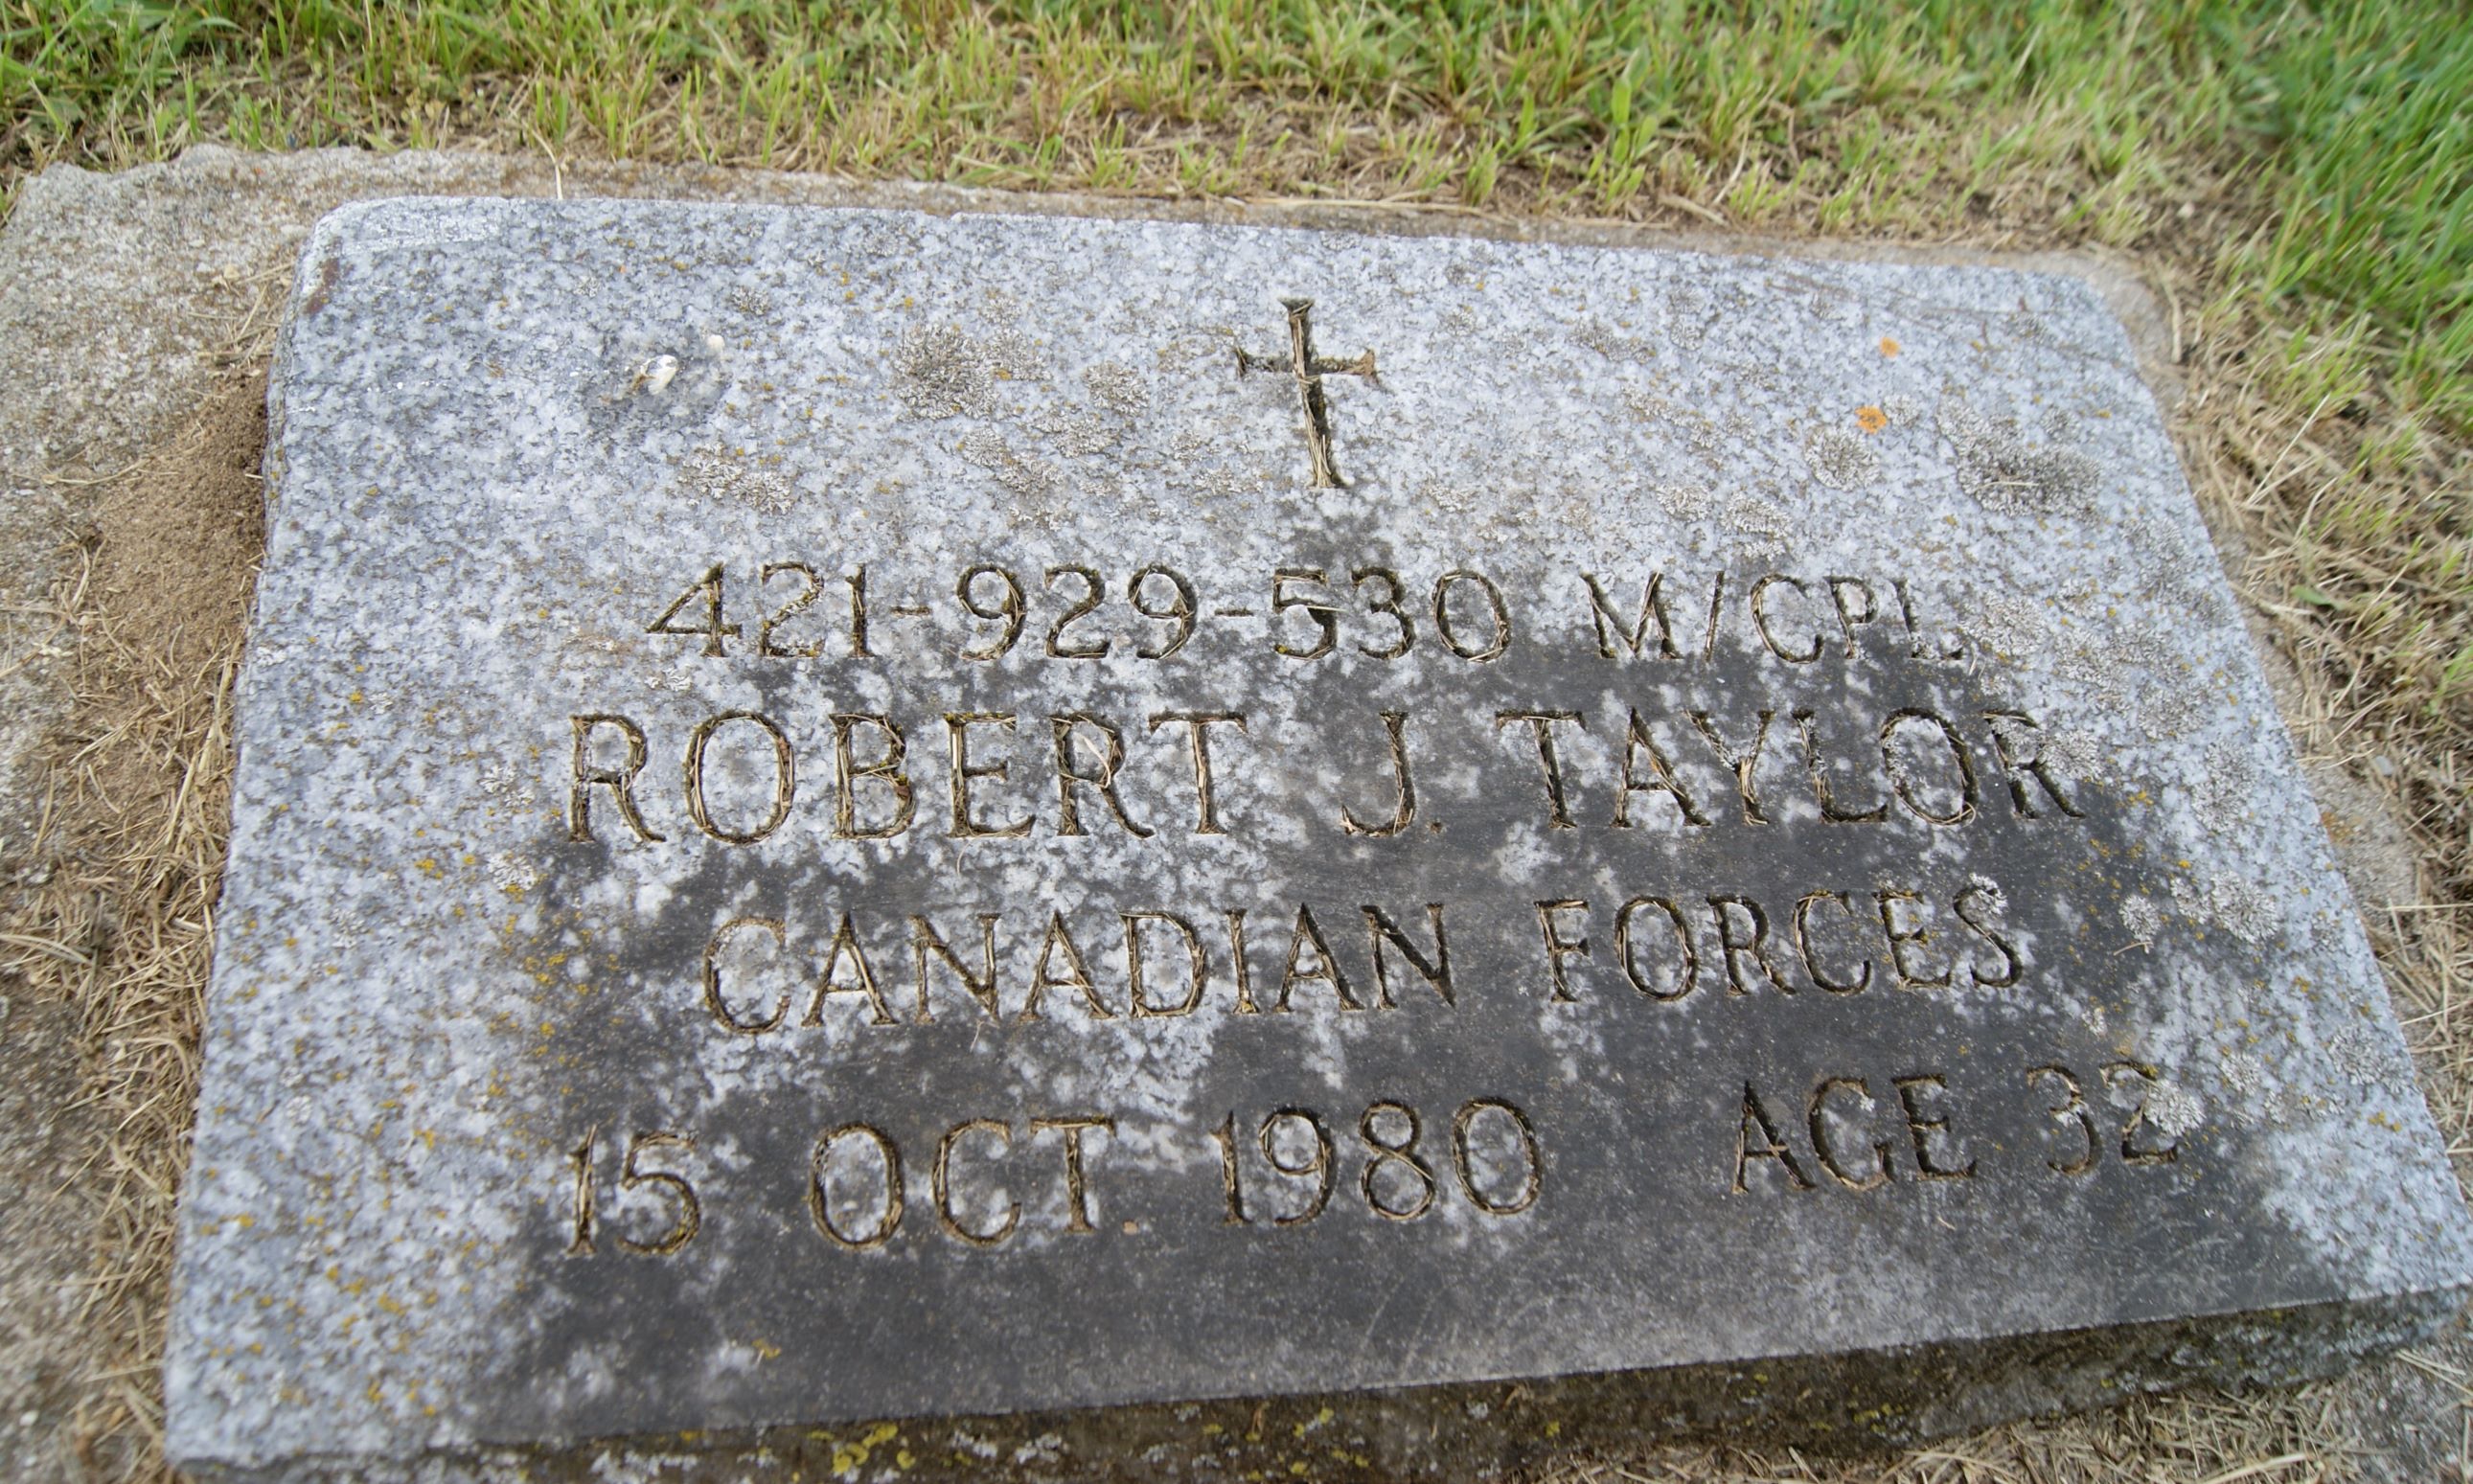 421-929-530 M/CPL.
ROBERT J. TAYLOR
CANADIAN FORCES
15 OCT. 1980 AGE 32